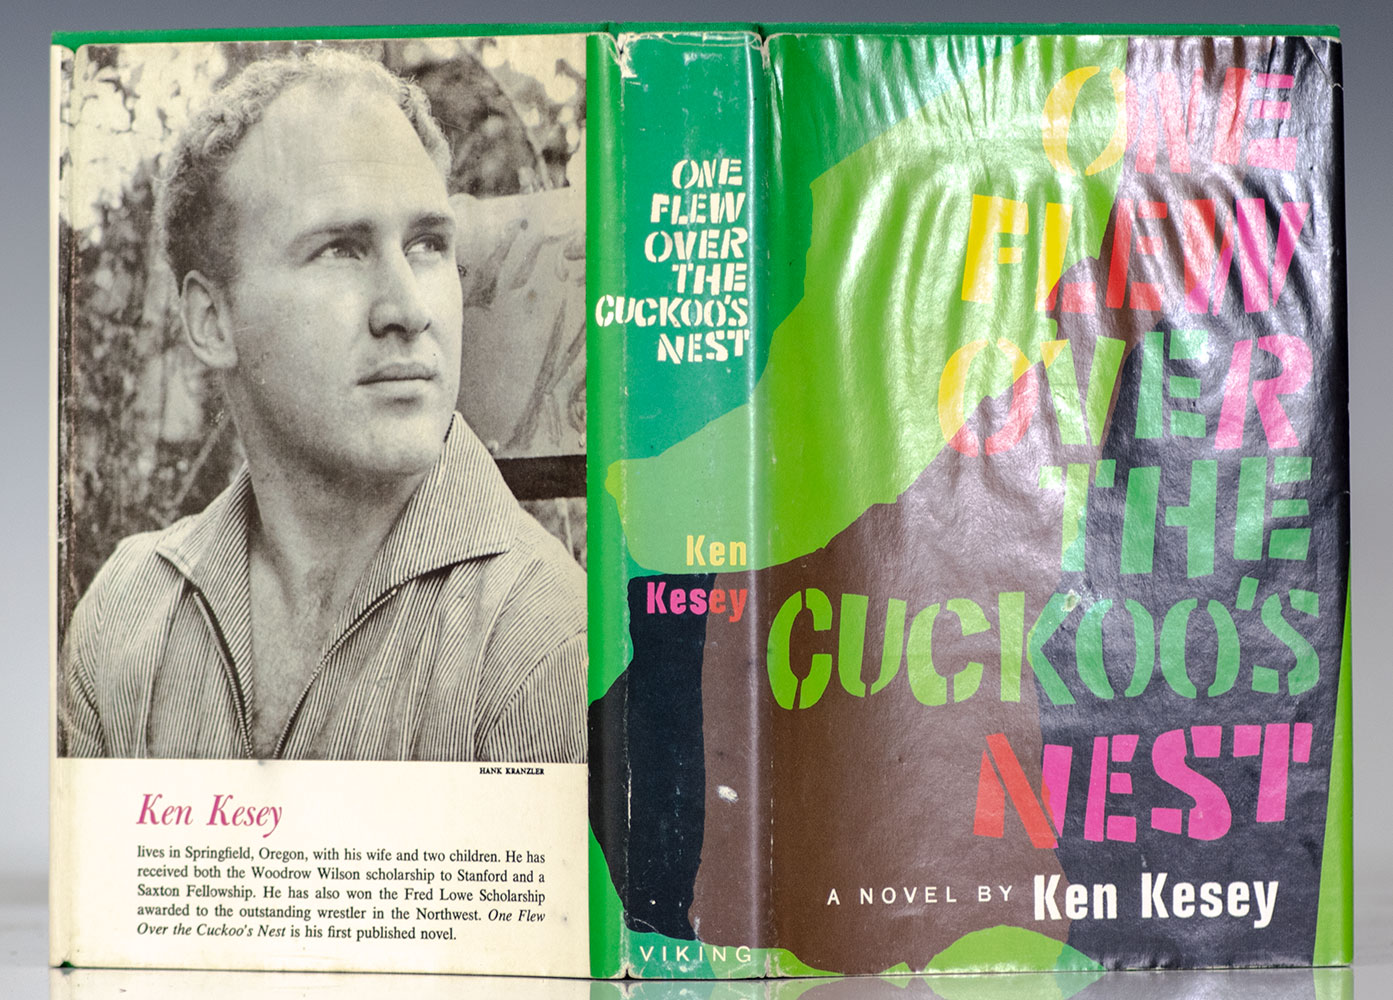 HANK KRANZLER
Ken Kesey
lives in Springfield, Oregon, with his wife and two children. He has
received both the Woodrow Wilson scholarship to Stanford and a
Saxton Fellowship. He has also won the Fred Lowe Scholarship
awarded to the outstanding wrestler in the Northwest. One Flew
Over the Cuckoo's Nest is his first published novel.
ONE
FLEW
OVER
THE
CUCKOO'S
NEST
Ken
Kesey
VIKING
ONE
FLEW
OVER
THE
CUCKOO'S
NEST
A NOVEL BY Ken Kesey